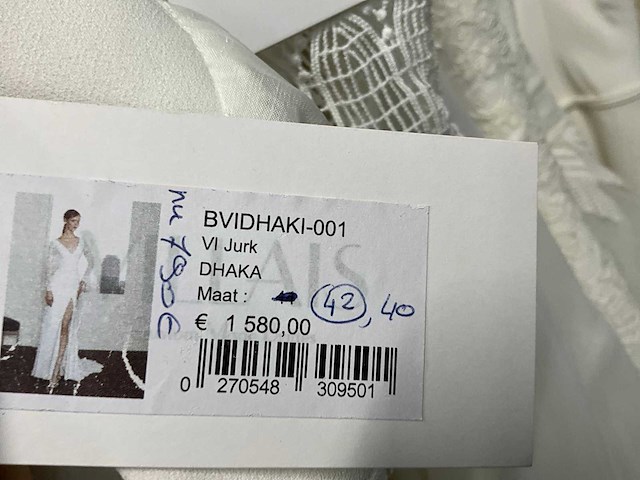 nu 790€
BVIDHAKI-001
VI Jurk
DHAKA
Maat : 42, 40
€ 1 580,00
0 270548 309501